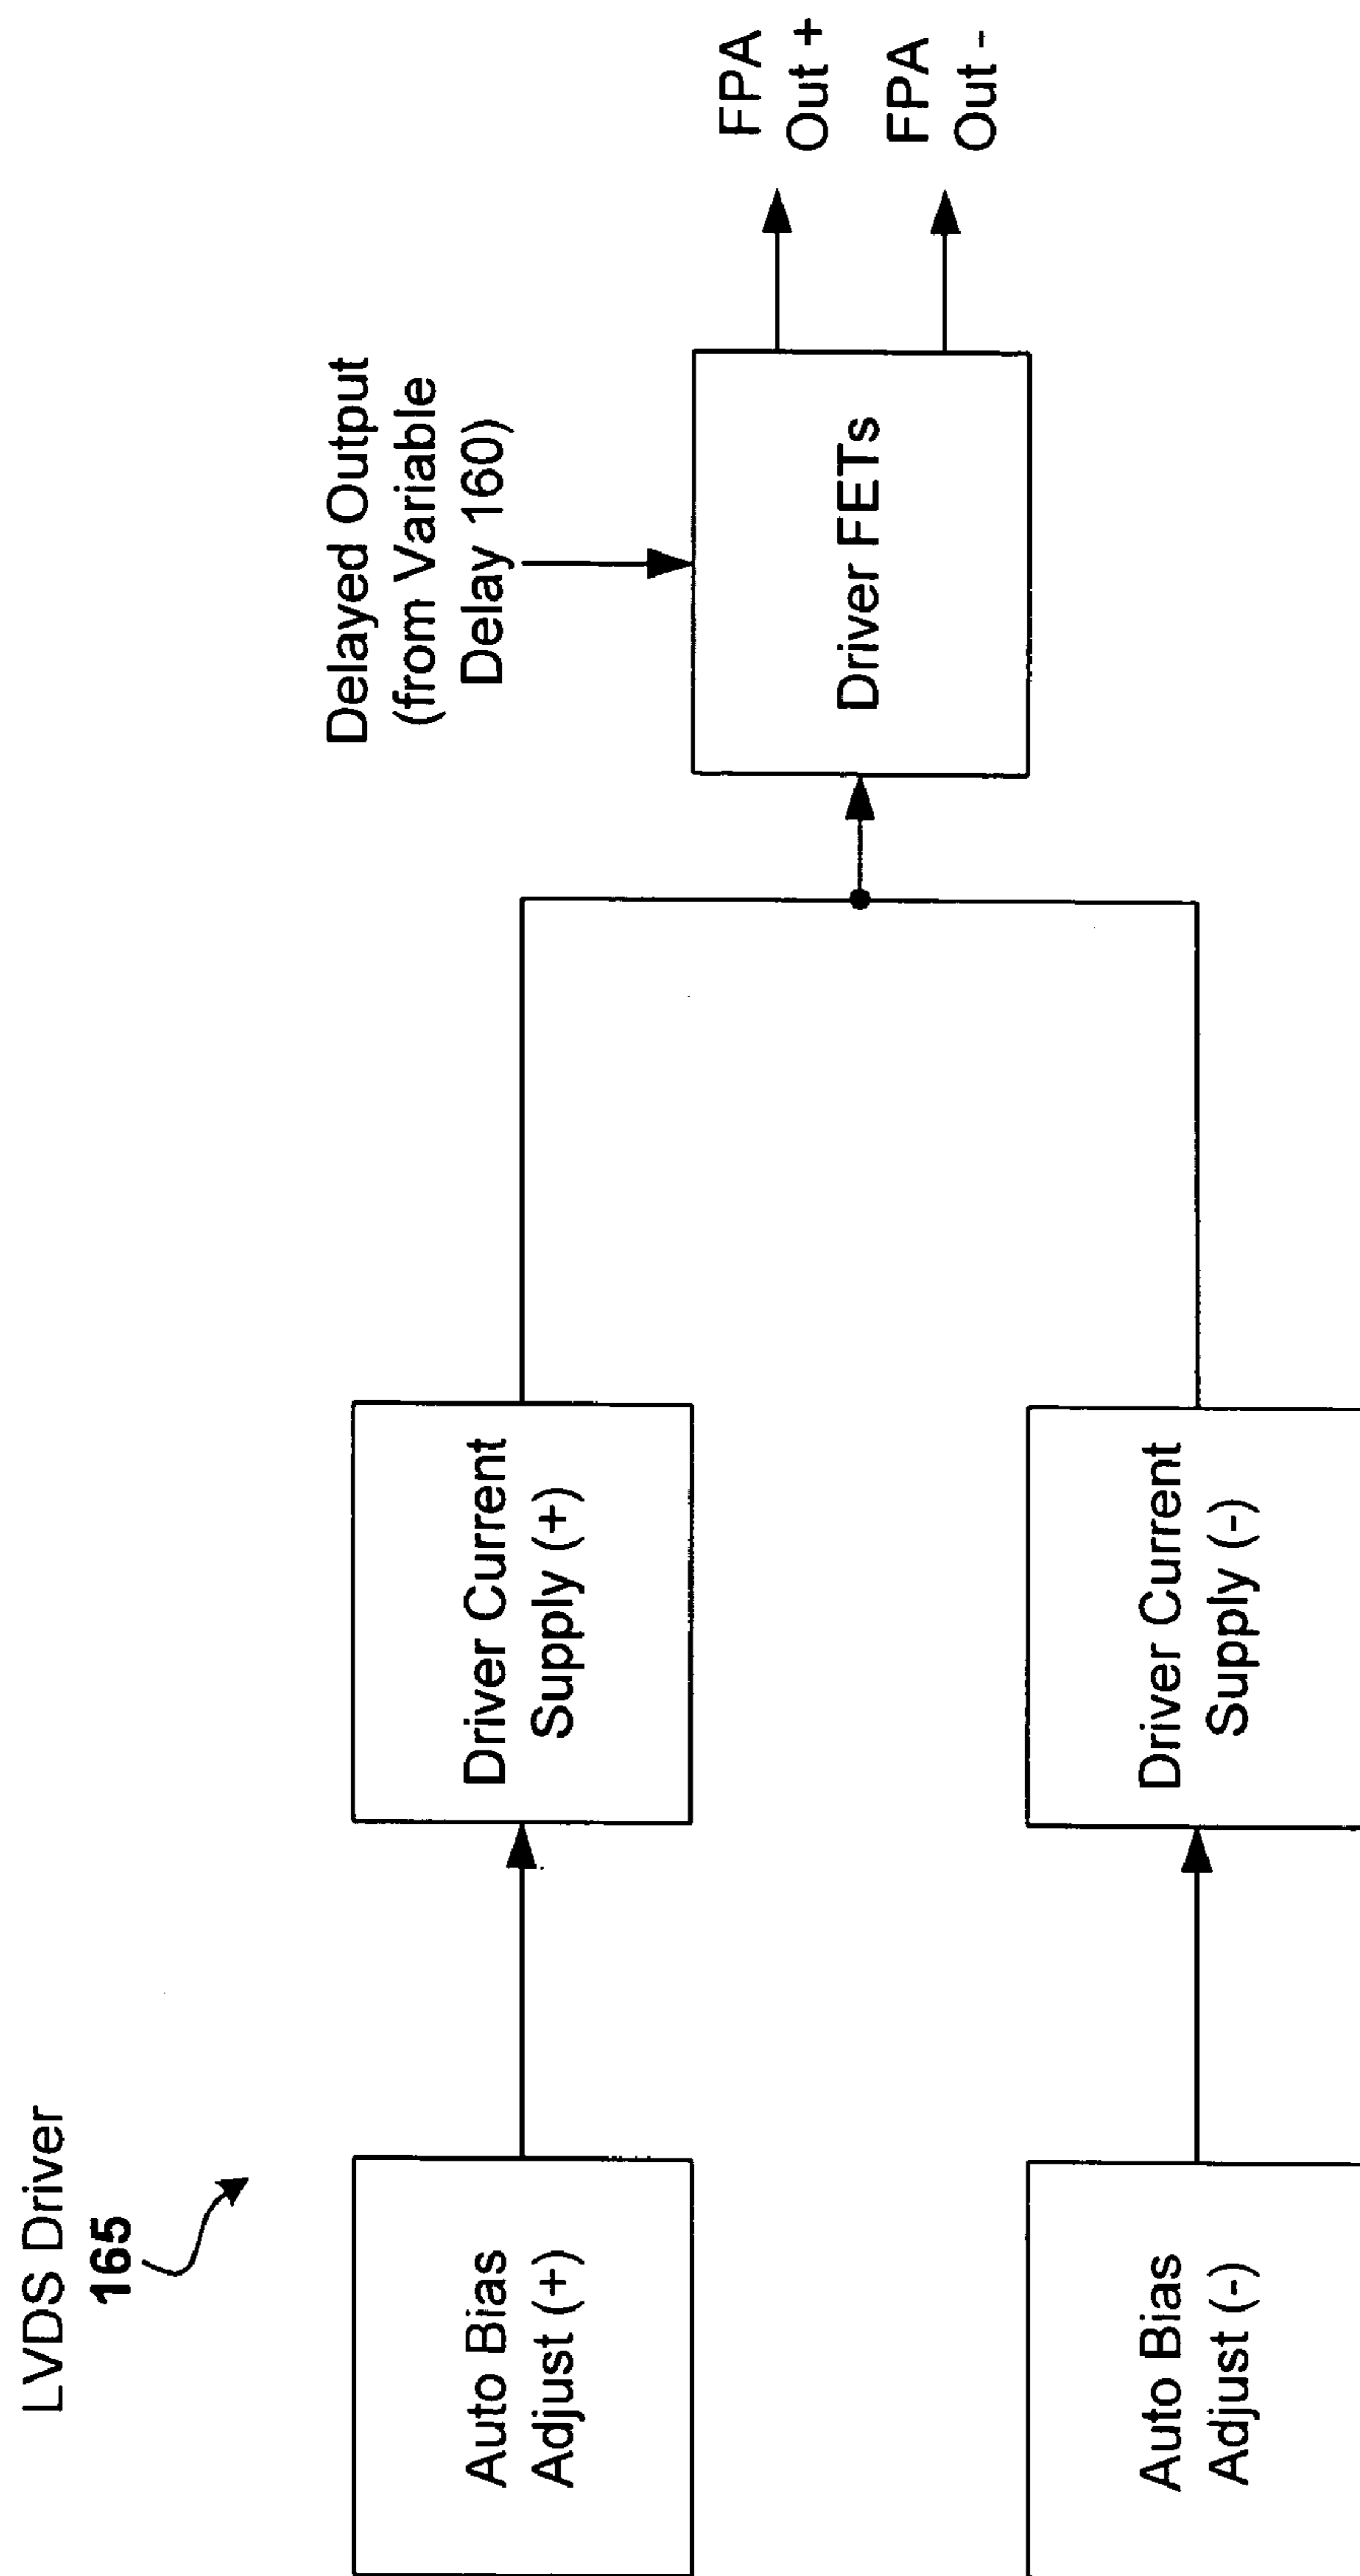 LVDS Driver
165
Auto Bias
Adjust (+)
Driver Current
Supply (+)
Auto Bias
Adjust (-)
Driver Current
Supply (-)
Delayed Output
(from Variable
Delay 160)
Driver FETs
FPA
Out +
FPA
Out -